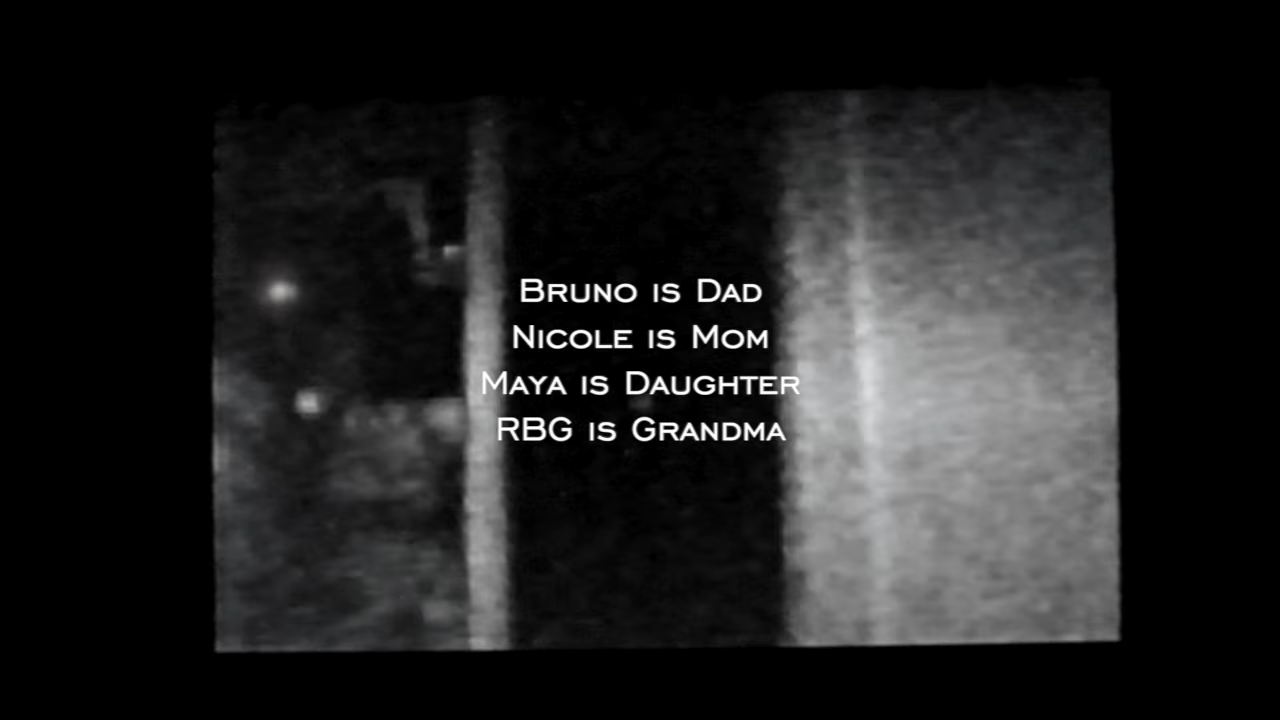 Bruno is Dad
Nicole is Mom
Maya is Daughter
RBG is Grandma